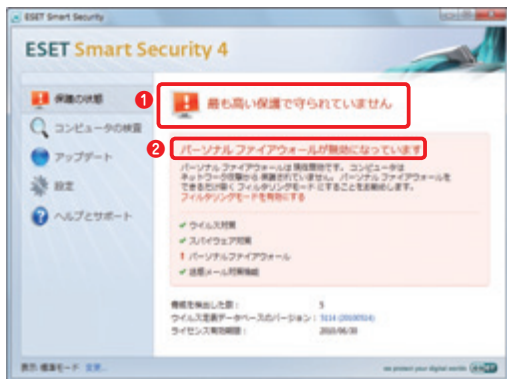 ESET Smart Security
ESET Smart Security 4
保護の状態
コンピュータの検査
アップデート
設定
ヘルプとサポート
1
最も高い保護で守られていません
2
パーソナル ファイアウォールが無効になっています
パーソナル ファイアウォールは現在無効です。コンピュータは
ネットワーク攻撃から保護されていません。パーソナル ファイアウォールを
できるだけ早くフィルタリングモードにすることをお勧めします。
フィルタリングモードを有効にする
ウイルス対策
スパイウェア対策
パーソナルファイアウォール
迷惑メール対策機能
脅威を検出した数：
5
ウイルス定義データベースのバージョン：
5114 (20100514)
ライセンス有効期限：
2010/06/30
表示: 標準モード 変更...
we protect your digital worlds
ESET